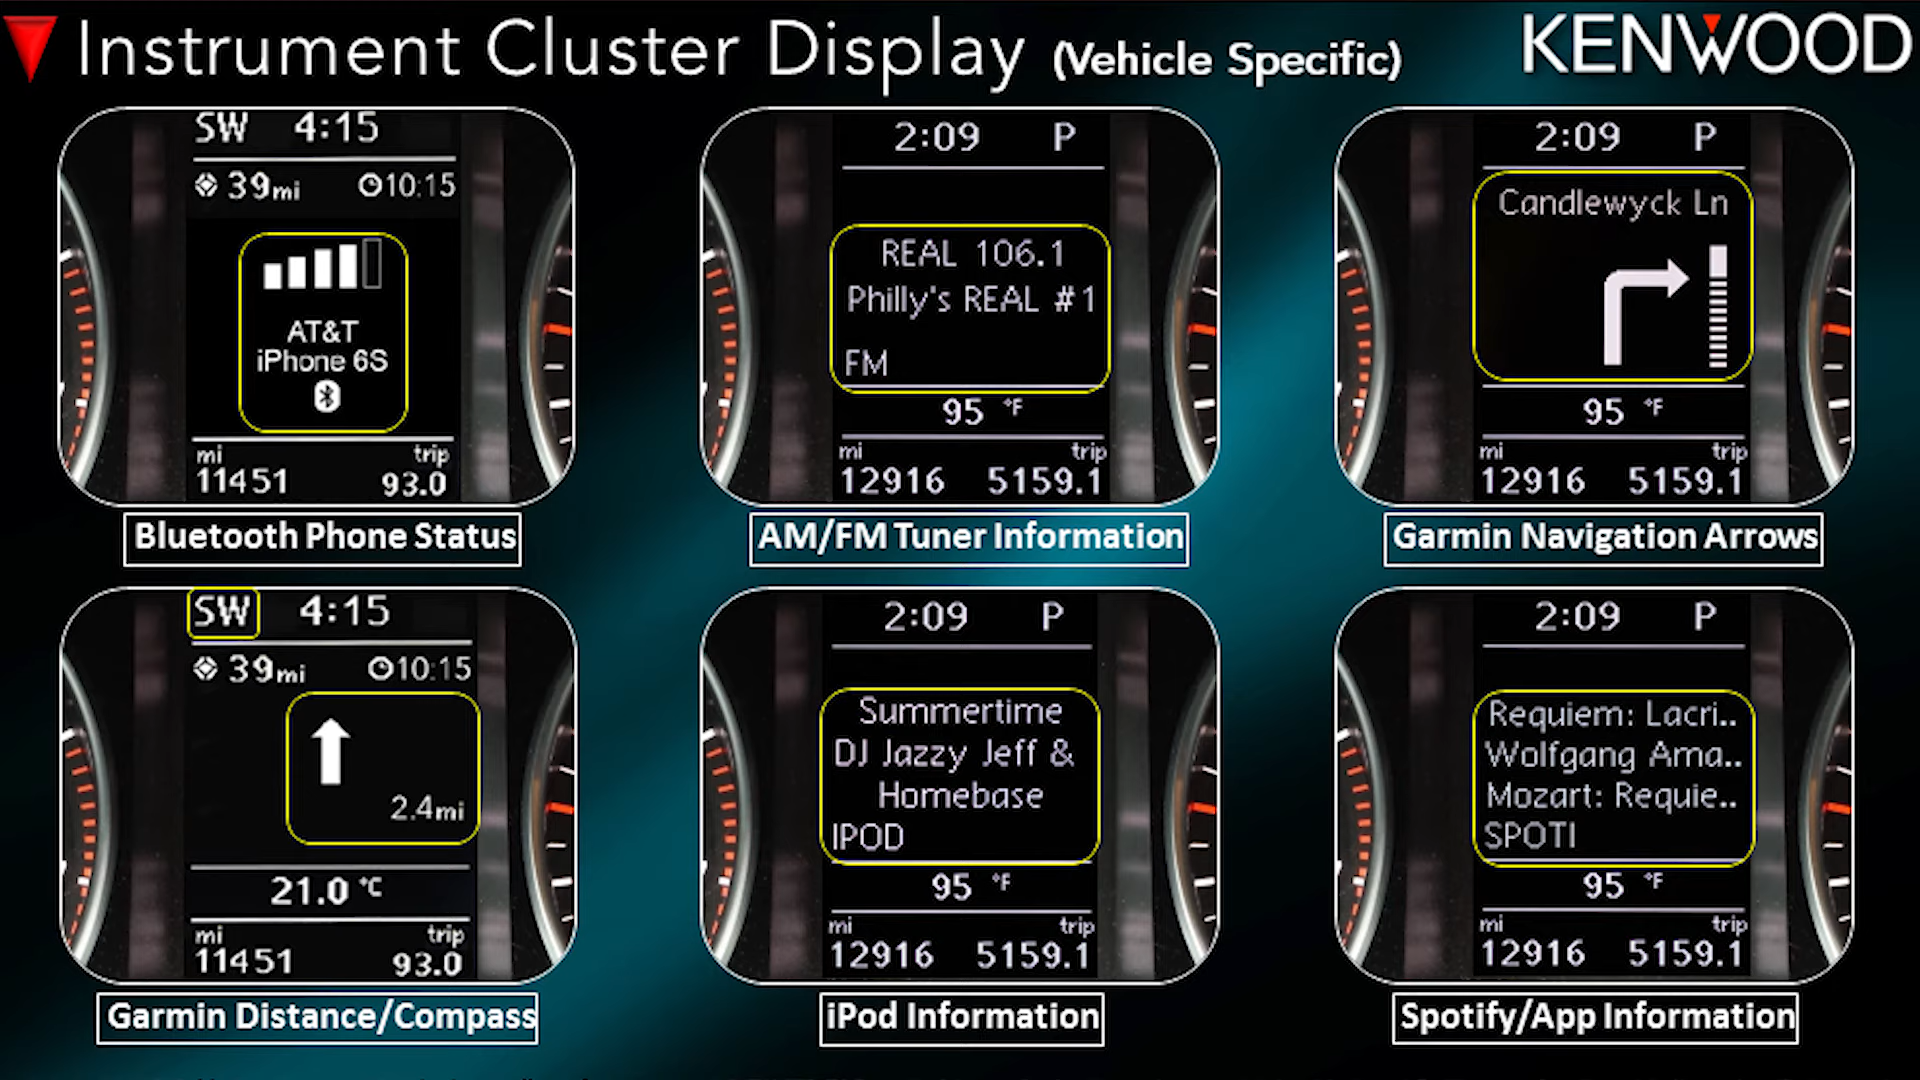 Instrument Cluster Display (Vehicle Specific)
KENWOOD
SW 4:15
39mi 10:15
AT&T
iPhone 6S
mi trip
11451 93.0
Bluetooth Phone Status
2:09 P
REAL 106.1
Philly's REAL #1
FM
95 °F
mi trip
12916 5159.1
AM/FM Tuner Information
2:09 P
Candlewyck Ln
95 °F
mi trip
12916 5159.1
Garmin Navigation Arrows
SW 4:15
39mi 10:15
2.4mi
21.0 °C
mi trip
11451 93.0
Garmin Distance/Compass
2:09 P
Summertime
DJ Jazzy Jeff &
Homebase
IPOD
95 °F
mi trip
12916 5159.1
iPod Information
2:09 P
Requiem: Lacri..
Wolfgang Ama..
Mozart: Requie..
SPOTI
95 °F
mi trip
12916 5159.1
Spotify/App Information